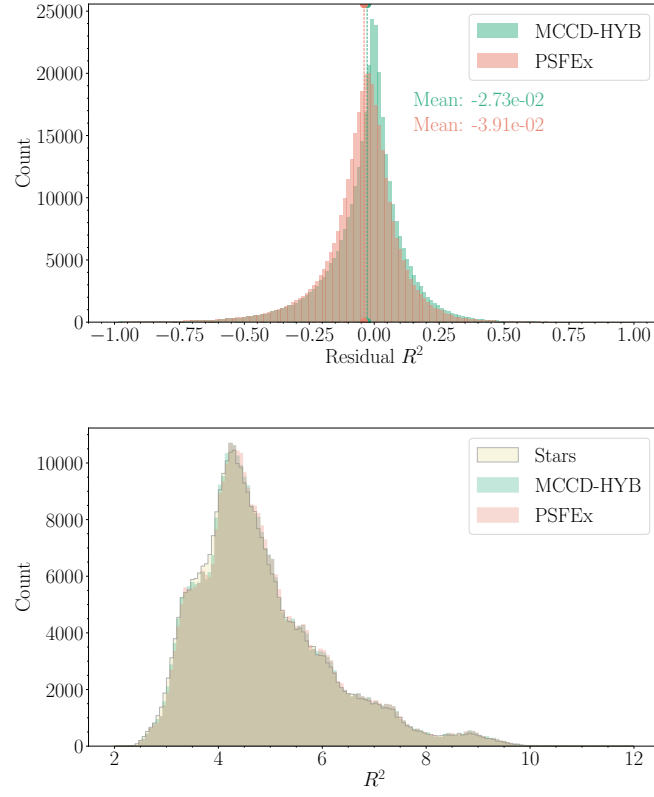 25000
20000
15000
10000
5000
0
Count
MCCD-HYB
PSFEx
Mean: -2.73e-02
Mean: -3.91e-02
−1.00 −0.75 −0.50 −0.25 0.00 0.25 0.50 0.75 1.00
Residual R²
10000
8000
6000
4000
2000
0
Count
Stars
MCCD-HYB
PSFEx
2 4 6 8 10 12
R²